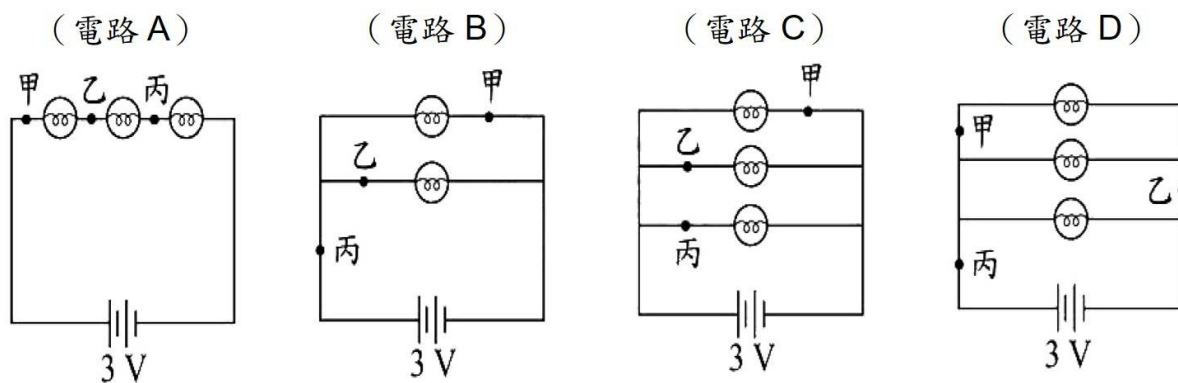 （電路 A）
甲 乙 丙
3 V
（電路 B）
甲
乙
丙
3 V
（電路 C）
甲
乙
丙
3 V
（電路 D）
甲
乙
丙
3 V